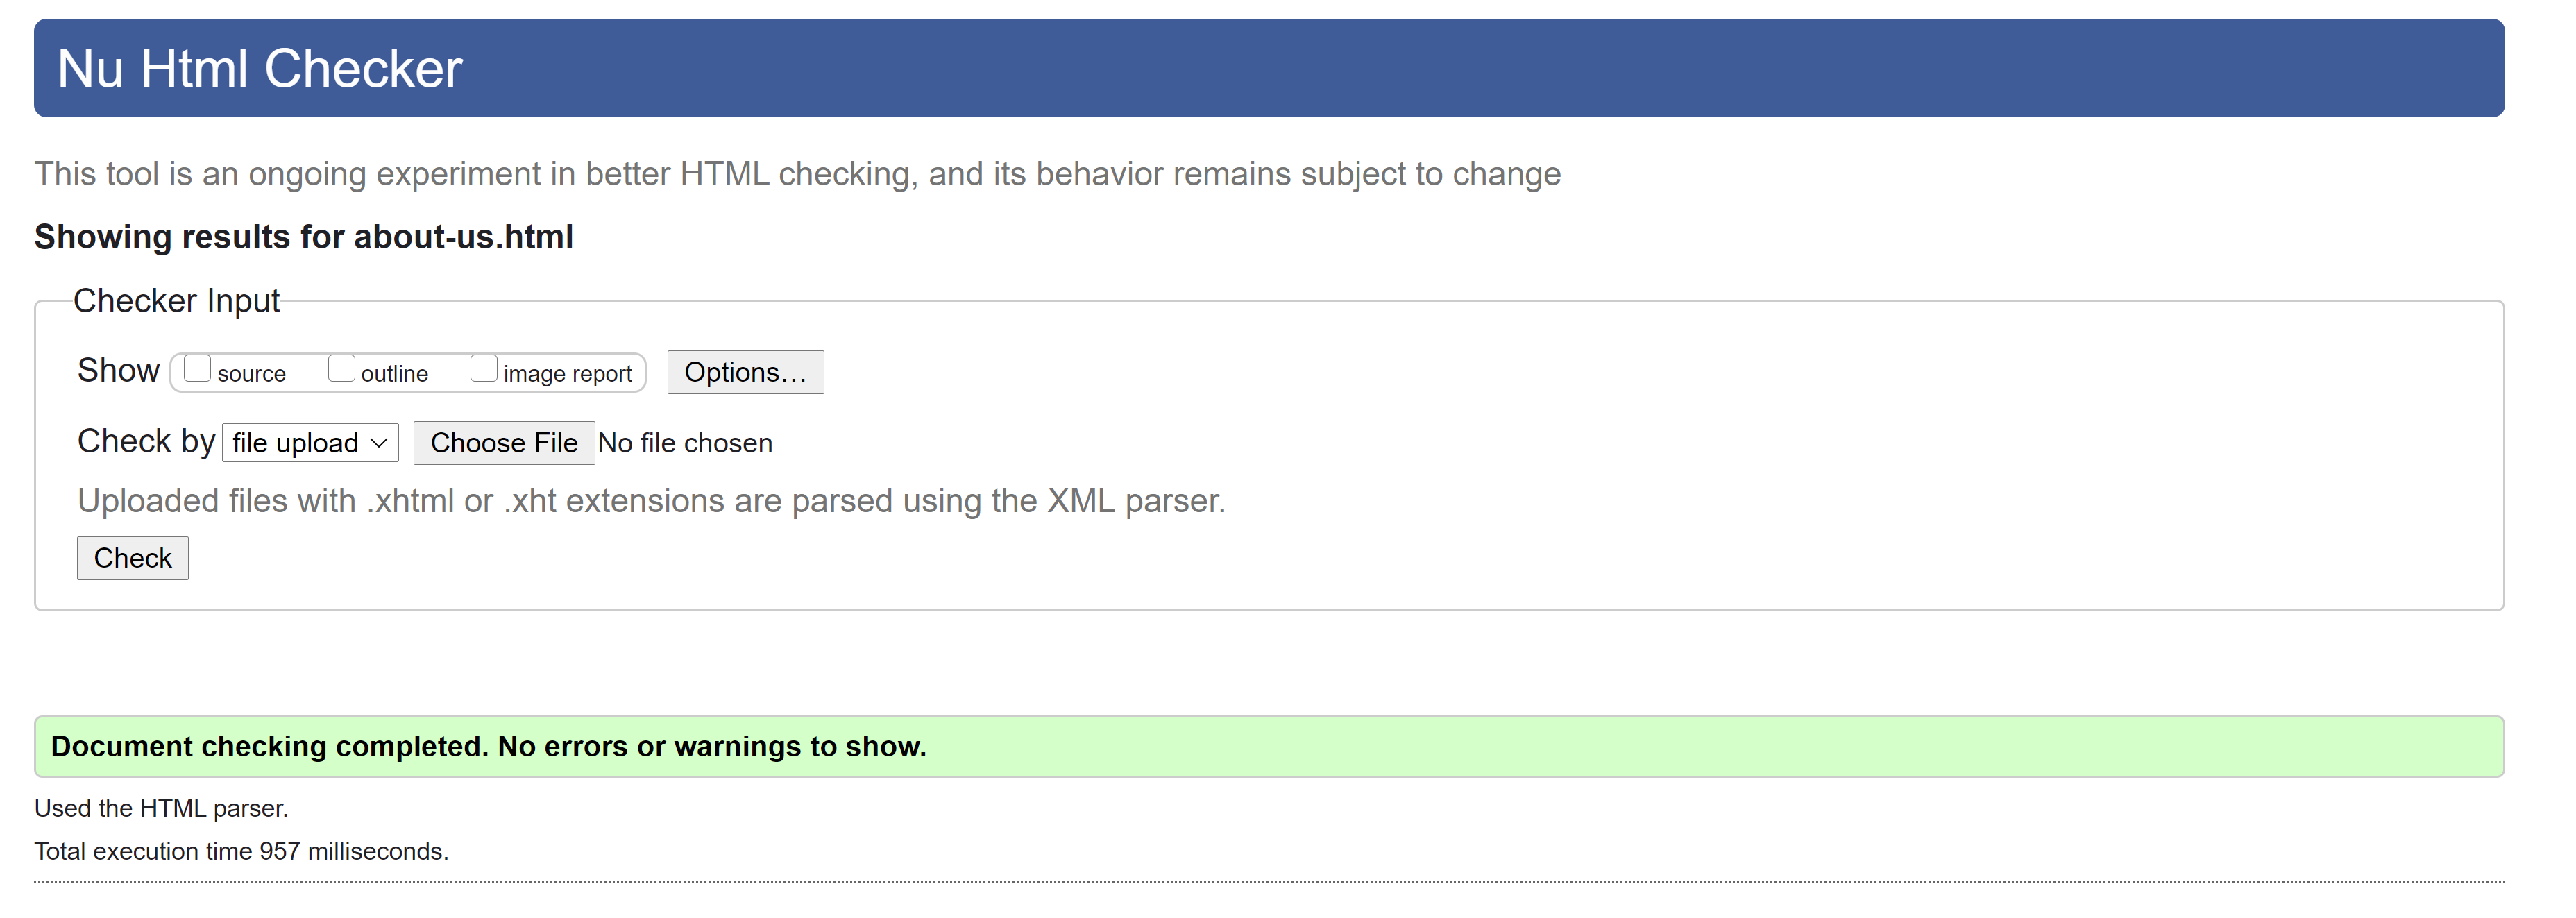 Nu Html Checker
This tool is an ongoing experiment in better HTML checking, and its behavior remains subject to change
Showing results for about-us.html
Checker Input
Show source outline image report Options…
Check by file upload Choose File No file chosen
Uploaded files with .xhtml or .xht extensions are parsed using the XML parser.
Check
Document checking completed. No errors or warnings to show.
Used the HTML parser.
Total execution time 957 milliseconds.